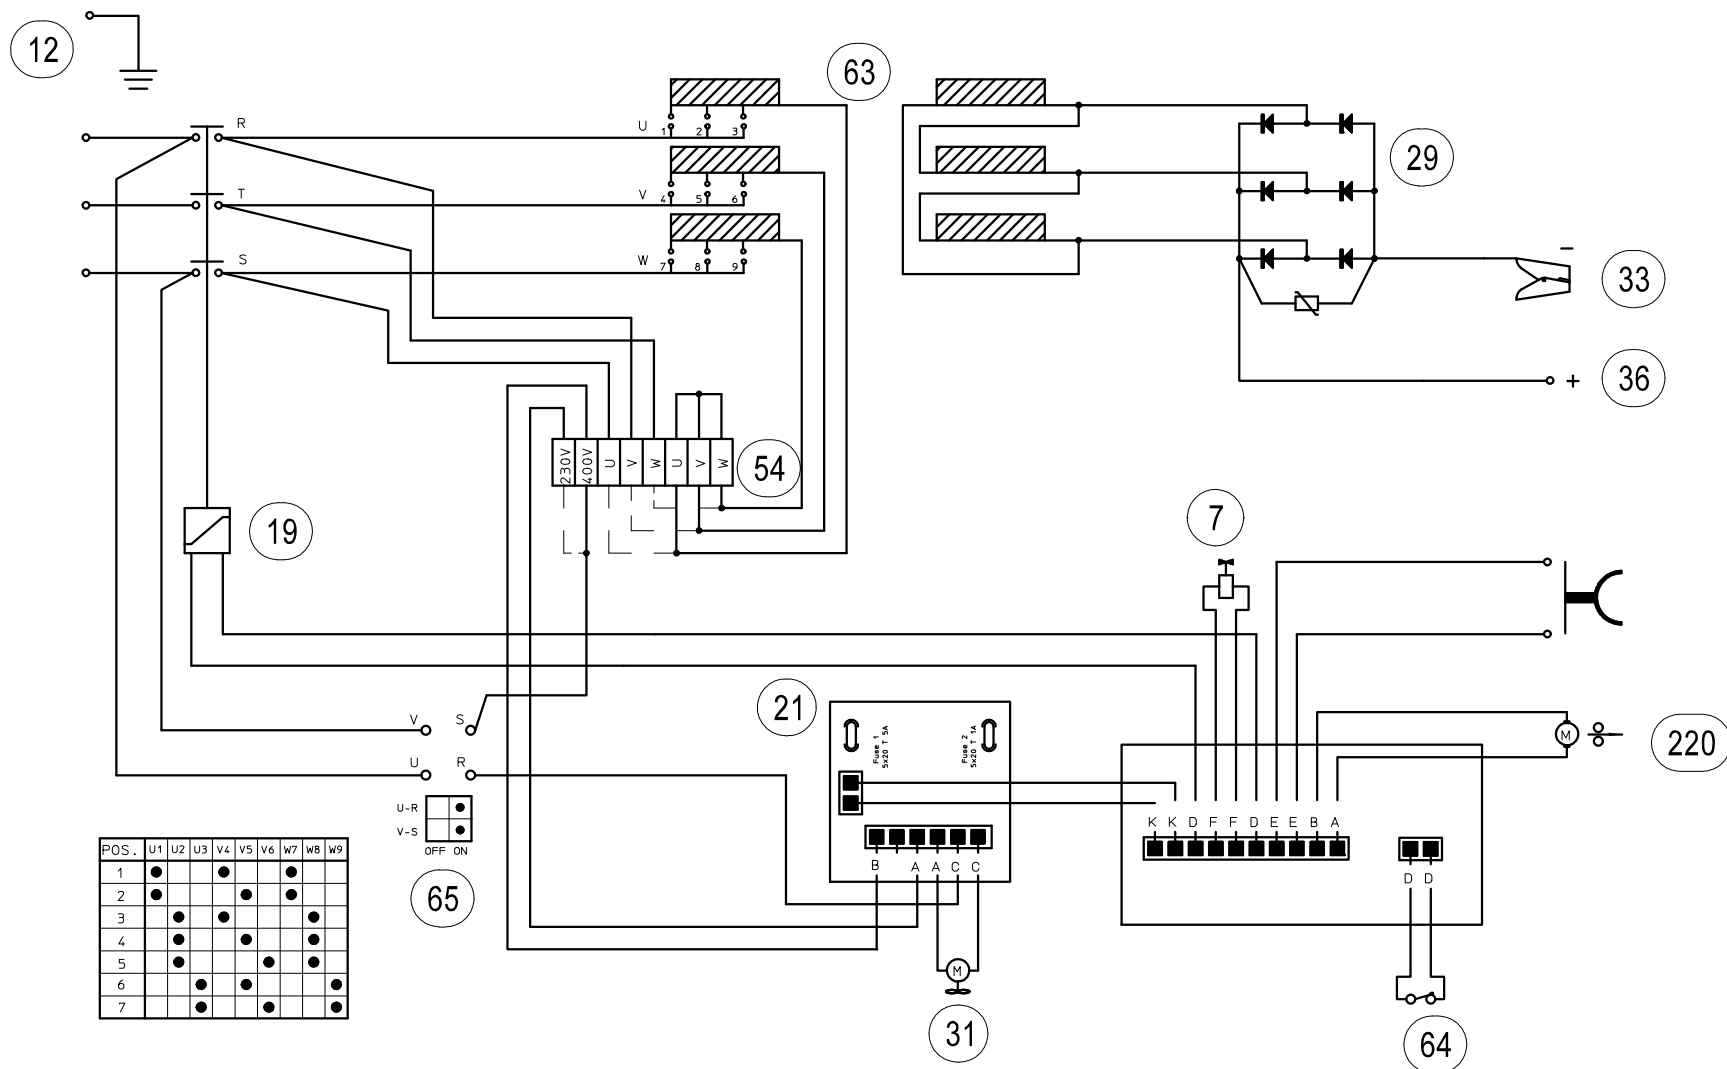 12
63
R
U 1 2 3
29
T
V 4 5 6
S
W 7 8 9
−
33
+
36
230V 400V U V W U V W
54
19
7
21
Fuse 1
5x20 T 5A
Fuse 2
5x20 T 1A
220
M
V S
U R
U-R
V-S
OFF ON
65
K K D F F D E E B A
B A A C C
D D
POS. U1 U2 U3 V4 V5 V6 W7 W8 W9
1
2
3
4
5
6
7
M
31
64